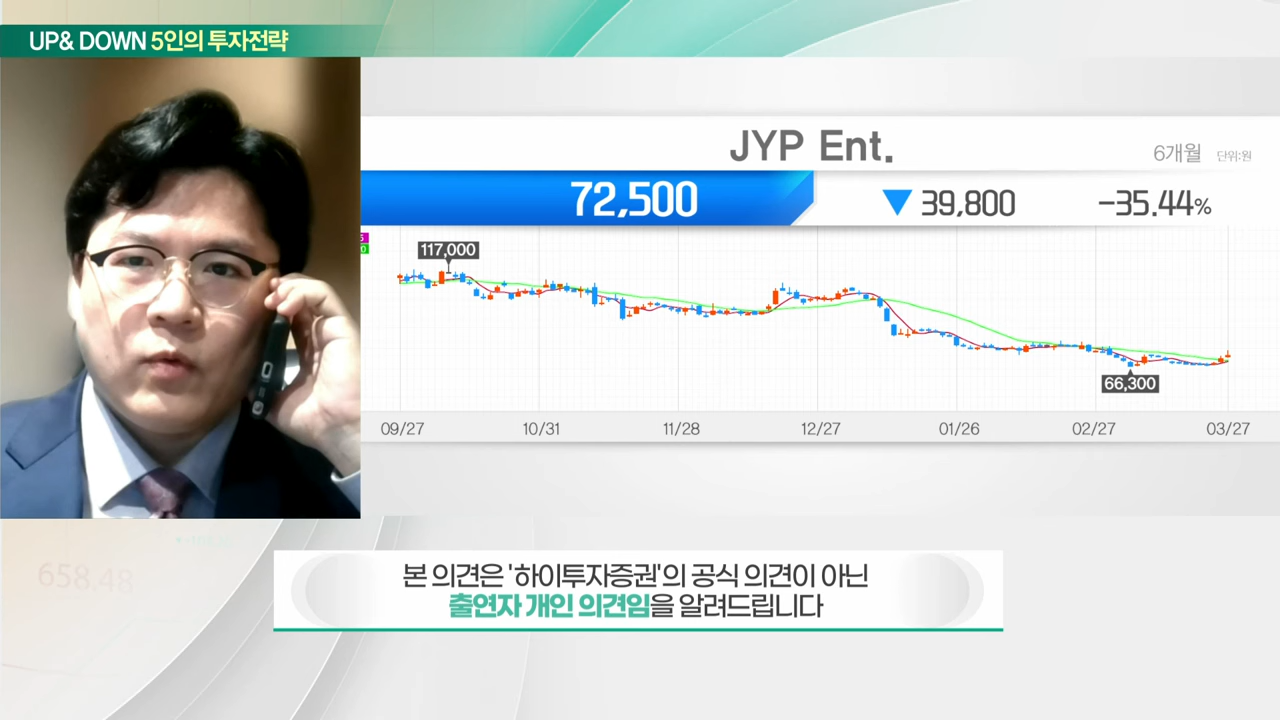 UP& DOWN 5인의 투자전략
JYP Ent.
6개월 단위:원
72,500 ▼ 39,800 -35.44%
117,000
66,300
09/27 10/31 11/28 12/27 01/26 02/27 03/27
658.48
본 의견은 '하이투자증권'의 공식 의견이 아닌
출연자 개인 의견임을 알려드립니다